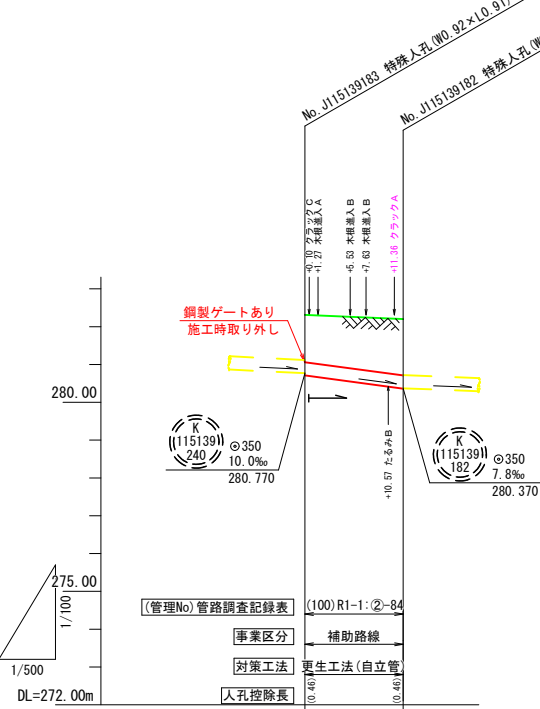 No.J115139183 特殊人孔(W0.92×L0.91)
No.J115139182 特殊人孔(W
+0.10 クラックC
+1.27 木根進入A
+5.53 木根進入B
+7.63 木根進入B
+11.36 クラックA
鋼製ゲートあり
施工時取り外し
280.00
K
115139
240
◎350
10.0‰
280.770
+10.57 たるみB
K
115139
182
◎350
7.8‰
280.370
275.00
1/100
1/500
DL=272.00m
(管理No)管路調査記録表
(100)R1-1:②-84
事業区分
補助路線
対策工法
更生工法(自立管)
人孔控除長
(0.46)
(0.46)